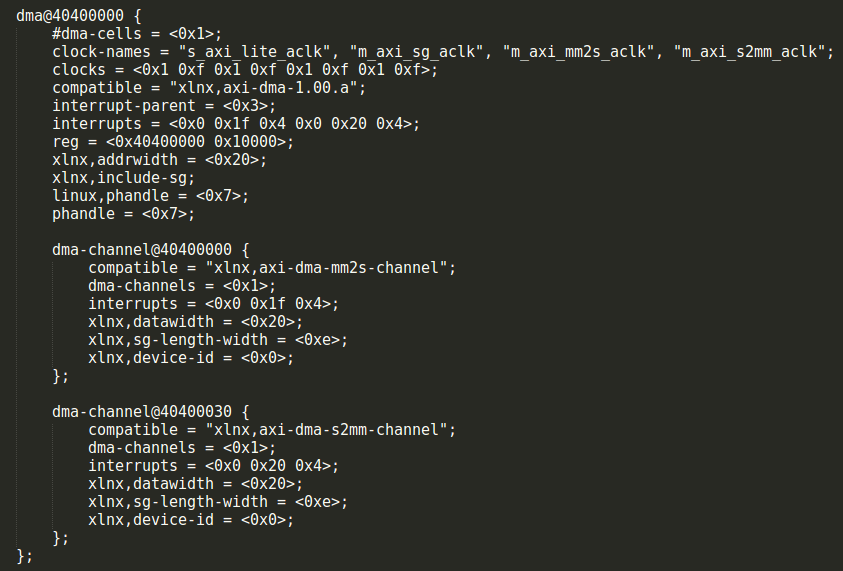 dma@40400000 {
    #dma-cells = <0x1>;
    clock-names = "s_axi_lite_aclk", "m_axi_sg_aclk", "m_axi_mm2s_aclk", "m_axi_s2mm_aclk";
    clocks = <0x1 0xf 0x1 0xf 0x1 0xf 0x1 0xf>;
    compatible = "xlnx,axi-dma-1.00.a";
    interrupt-parent = <0x3>;
    interrupts = <0x0 0x1f 0x4 0x0 0x20 0x4>;
    reg = <0x40400000 0x10000>;
    xlnx,addrwidth = <0x20>;
    xlnx,include-sg;
    linux,phandle = <0x7>;
    phandle = <0x7>;

    dma-channel@40400000 {
        compatible = "xlnx,axi-dma-mm2s-channel";
        dma-channels = <0x1>;
        interrupts = <0x0 0x1f 0x4>;
        xlnx,datawidth = <0x20>;
        xlnx,sg-length-width = <0xe>;
        xlnx,device-id = <0x0>;
    };

    dma-channel@40400030 {
        compatible = "xlnx,axi-dma-s2mm-channel";
        dma-channels = <0x1>;
        interrupts = <0x0 0x20 0x4>;
        xlnx,datawidth = <0x20>;
        xlnx,sg-length-width = <0xe>;
        xlnx,device-id = <0x0>;
    };
};